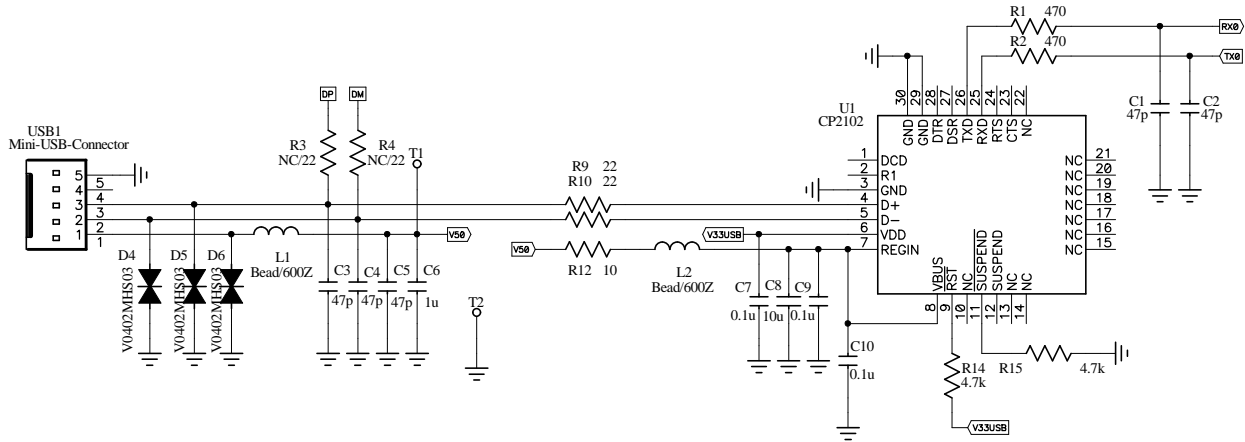 R1 470
RX0
R2 470
TX0
30 29 28 27 26 25 24 23 22
GND GND DTR DSR TXD RXD RTS CTS NC
U1
CP2102
C1
47p
C2
47p
DP
DM
USB1
Mini-USB-Connector
R3
NC/22
R4
NC/22
T1
R9 22
R10 22
1 DCD
2 R1
3 GND
4 D+
5 D-
6 VDD
7 REGIN
NC 21
NC 20
NC 19
NC 18
NC 17
NC 16
NC 15
5 5
4 4
3 3
2 2
1 1
V50
V50
V33USB
R12 10
L1
Bead/600Z
L2
Bead/600Z
D4
V0402MHS03
D5
V0402MHS03
D6
V0402MHS03
C3
47p
C4
47p
C5
47p
C6
1u
T2
C7
0.1u
C8
10u
C9
0.1u
VBUS RST NC SUSPEND SUSPEND NC NC
8 9 10 11 12 13 14
C10
0.1u
R14
4.7k
R15 4.7k
V33USB